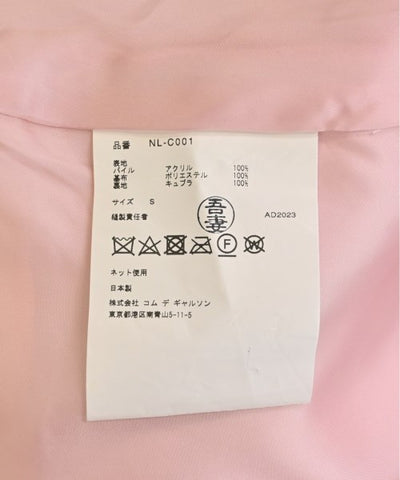 品番 NL-C001
表地
パイル アクリル 100%
基布 ポリエステル 100%
裏地 キュプラ 100%
サイズ S
縫製責任者 吾妻 AD2023
F W
ネット使用
日本製
株式会社 コム デ ギャルソン
東京都港区南青山5-11-5